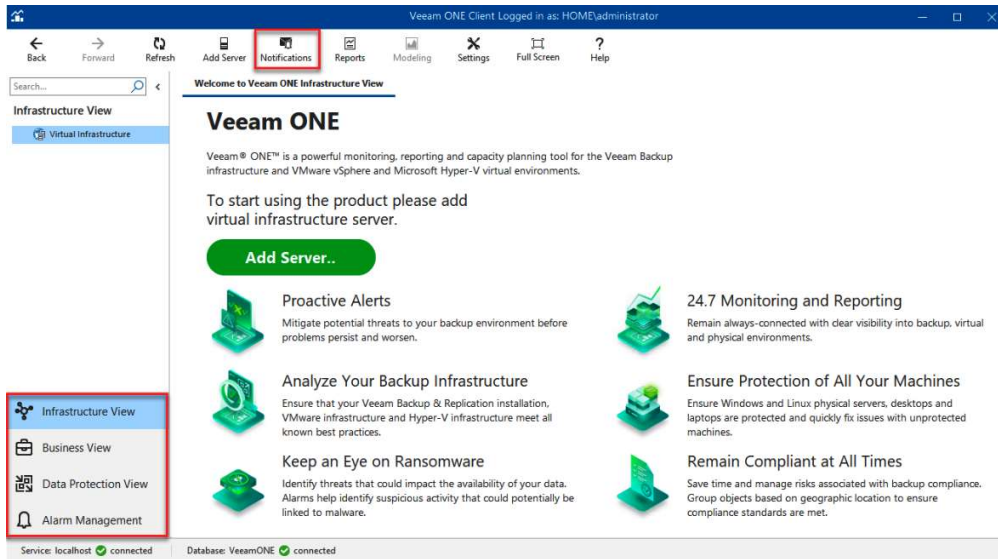 Veeam ONE Client Logged in as: HOME\administrator
Back Forward Refresh Add Server Notifications Reports Modeling Settings Full Screen Help
Search...
Welcome to Veeam ONE Infrastructure View
Infrastructure View
Virtual Infrastructure
Veeam ONE
Veeam® ONE™ is a powerful monitoring, reporting and capacity planning tool for the Veeam Backup
infrastructure and VMware vSphere and Microsoft Hyper-V virtual environments.
To start using the product please add
virtual infrastructure server.
Add Server..
Proactive Alerts
Mitigate potential threats to your backup environment before
problems persist and worsen.
24.7 Monitoring and Reporting
Remain always-connected with clear visibility into backup, virtual
and physical environments.
Analyze Your Backup Infrastructure
Ensure that your Veeam Backup & Replication installation,
VMware infrastructure and Hyper-V infrastructure meet all
known best practices.
Ensure Protection of All Your Machines
Ensure Windows and Linux physical servers, desktops and
laptops are protected and quickly fix issues with unprotected
machines.
Keep an Eye on Ransomware
Identify threats that could impact the availability of your data.
Alarms help identify suspicious activity that could potentially be
linked to malware.
Remain Compliant at All Times
Save time and manage risks associated with backup compliance.
Group objects based on geographic location to ensure
compliance standards are met.
Infrastructure View
Business View
Data Protection View
Alarm Management
Service: localhost connected Database: VeeamONE connected